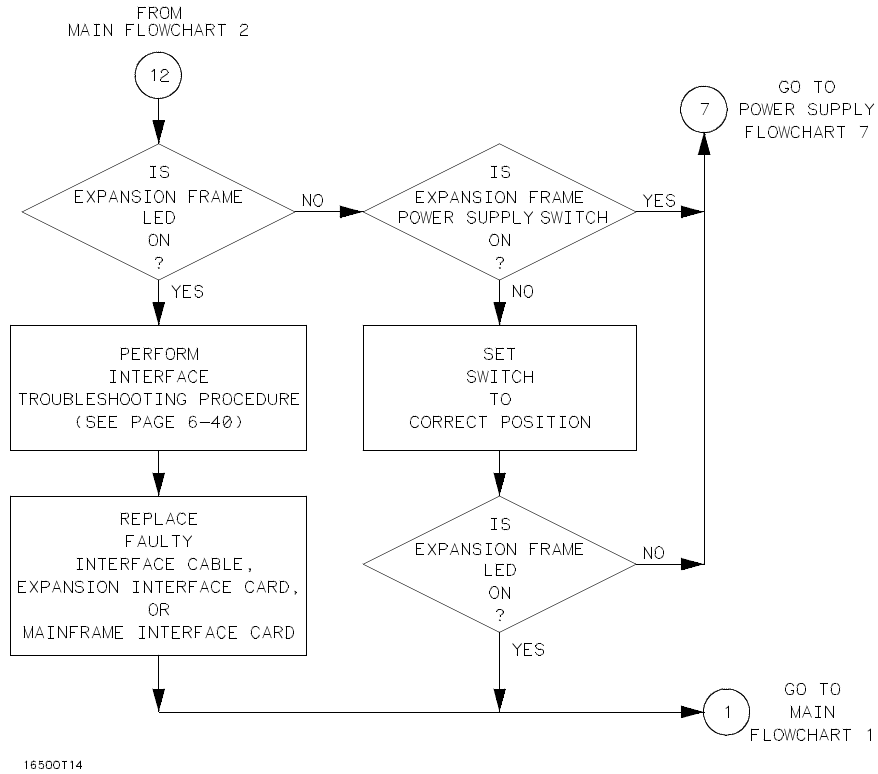 FROM
MAIN FLOWCHART 2
12
GO TO
POWER SUPPLY
FLOWCHART 7
7
IS
EXPANSION FRAME
LED
ON
?
NO
IS
EXPANSION FRAME
POWER SUPPLY SWITCH
ON
?
YES
YES
NO
PERFORM
INTERFACE
TROUBLESHOOTING PROCEDURE
(SEE PAGE 6-40)
SET
SWITCH
TO
CORRECT POSITION
REPLACE
FAULTY
INTERFACE CABLE,
EXPANSION INTERFACE CARD,
OR
MAINFRAME INTERFACE CARD
IS
EXPANSION FRAME
LED
ON
?
NO
YES
1
GO TO
MAIN
FLOWCHART 1
16500T14